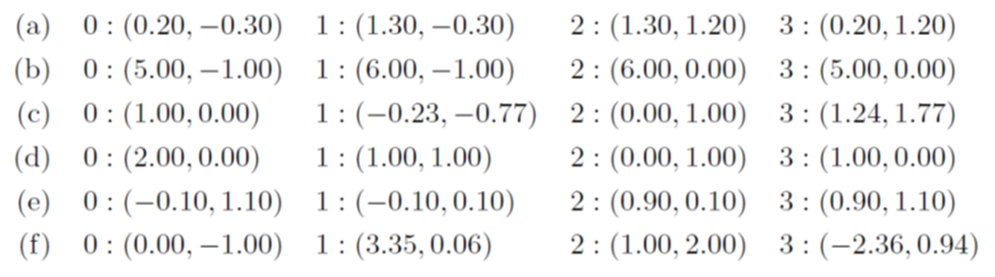 (a) 0 : (0.20, −0.30) 1 : (1.30, −0.30) 2 : (1.30, 1.20) 3 : (0.20, 1.20)
(b) 0 : (5.00, −1.00) 1 : (6.00, −1.00) 2 : (6.00, 0.00) 3 : (5.00, 0.00)
(c) 0 : (1.00, 0.00) 1 : (−0.23, −0.77) 2 : (0.00, 1.00) 3 : (1.24, 1.77)
(d) 0 : (2.00, 0.00) 1 : (1.00, 1.00) 2 : (0.00, 1.00) 3 : (1.00, 0.00)
(e) 0 : (−0.10, 1.10) 1 : (−0.10, 0.10) 2 : (0.90, 0.10) 3 : (0.90, 1.10)
(f) 0 : (0.00, −1.00) 1 : (3.35, 0.06) 2 : (1.00, 2.00) 3 : (−2.36, 0.94)